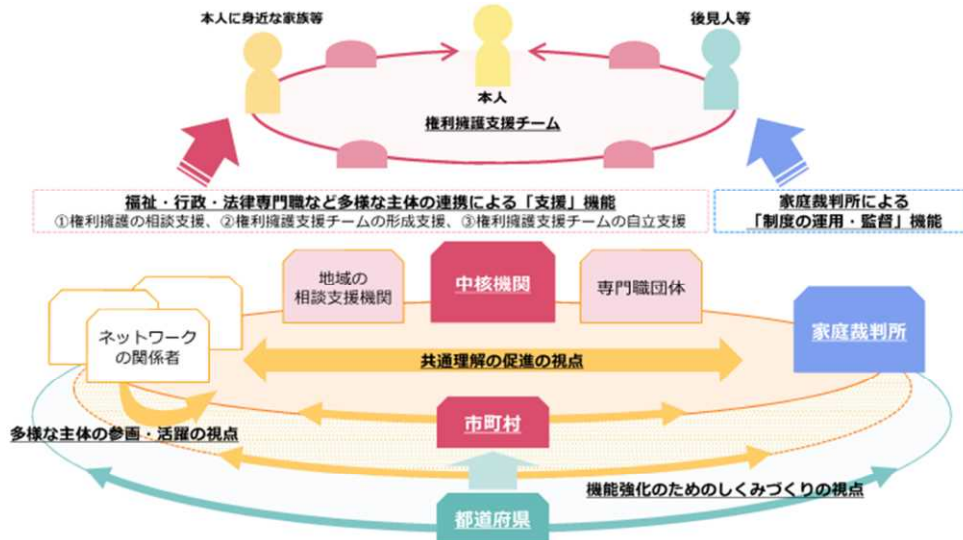 本人に身近な家族等
後見人等
本人
権利擁護支援チーム
福祉・行政・法律専門職など多様な主体の連携による「支援」機能
①権利擁護の相談支援、②権利擁護支援チームの形成支援、③権利擁護支援チームの自立支援
家庭裁判所による
「制度の運用・監督」機能
地域の
相談支援機関
中核機関
専門職団体
ネットワーク
の関係者
家庭裁判所
共通理解の促進の視点
市町村
多様な主体の参画・活躍の視点
機能強化のためのしくみづくりの視点
都道府県